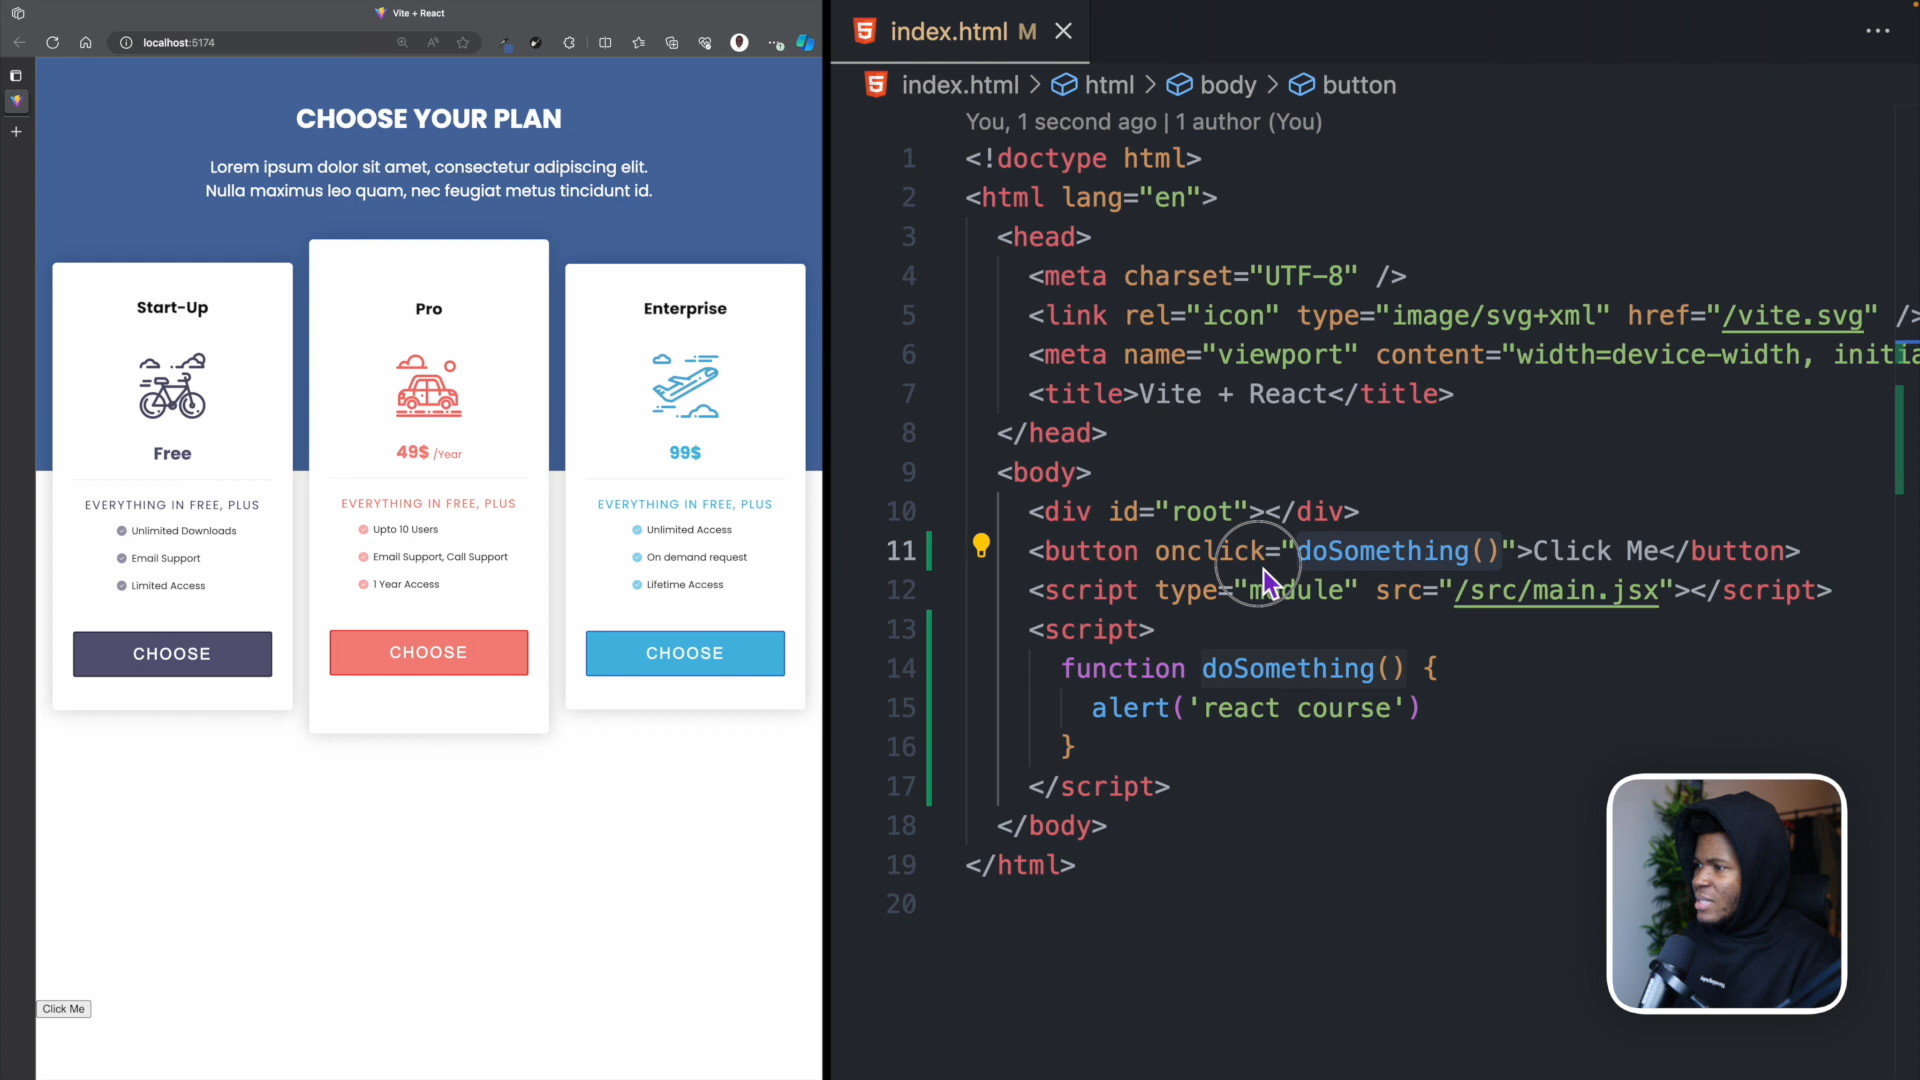 Vite + React
localhost:5174
CHOOSE YOUR PLAN
Lorem ipsum dolor sit amet, consectetur adipiscing elit.
Nulla maximus leo quam, nec feugiat metus tincidunt id.
Start-Up
Free
EVERYTHING IN FREE, PLUS
Unlimited Downloads
Email Support
Limited Access
CHOOSE
Pro
49$ /Year
EVERYTHING IN FREE, PLUS
Upto 10 Users
Email Support, Call Support
1 Year Access
CHOOSE
Enterprise
99$
EVERYTHING IN FREE, PLUS
Unlimited Access
On demand request
Lifetime Access
CHOOSE
Click Me
index.html M
index.html > html > body > button
You, 1 second ago | 1 author (You)
1 <!doctype html>
2 <html lang="en">
3 <head>
4 <meta charset="UTF-8" />
5 <link rel="icon" type="image/svg+xml" href="/vite.svg" />
6 <meta name="viewport" content="width=device-width, initia
7 <title>Vite + React</title>
8 </head>
9 <body>
10 <div id="root"></div>
11 <button onclick="doSomething()">Click Me</button>
12 <script type="module" src="/src/main.jsx"></script>
13 <script>
14 function doSomething() {
15 alert('react course')
16 }
17 </script>
18 </body>
19 </html>
20